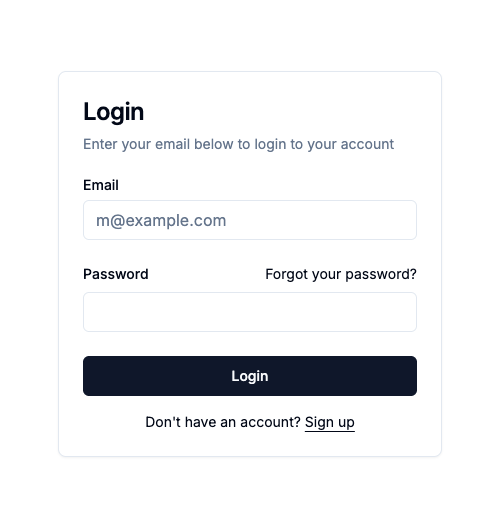 Login
Enter your email below to login to your account
Email
m@example.com
Password Forgot your password?
Login
Don't have an account? Sign up